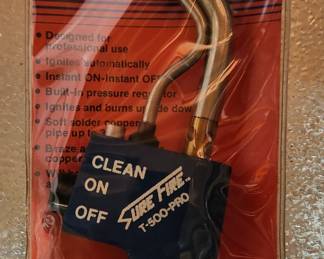 • Designed for
professional use
• Ignites automatically
• Instant ON-Instant OFF
• Built-in pressure regulator
• Ignites and burns upside dow
• Soft solder copper
pipe up to
• Braze a
copper
CLEAN
ON
OFF
SURE FIRE™
T-500-PRO